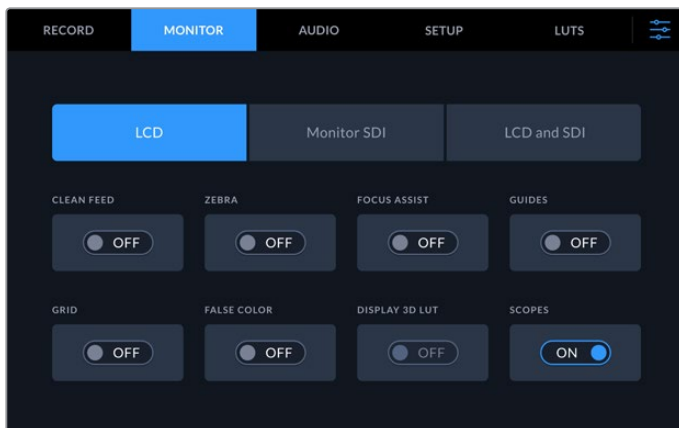 RECORD MONITOR AUDIO SETUP LUTS
LCD Monitor SDI LCD and SDI
CLEAN FEED ZEBRA FOCUS ASSIST GUIDES
OFF OFF OFF OFF
GRID FALSE COLOR DISPLAY 3D LUT SCOPES
OFF OFF OFF ON